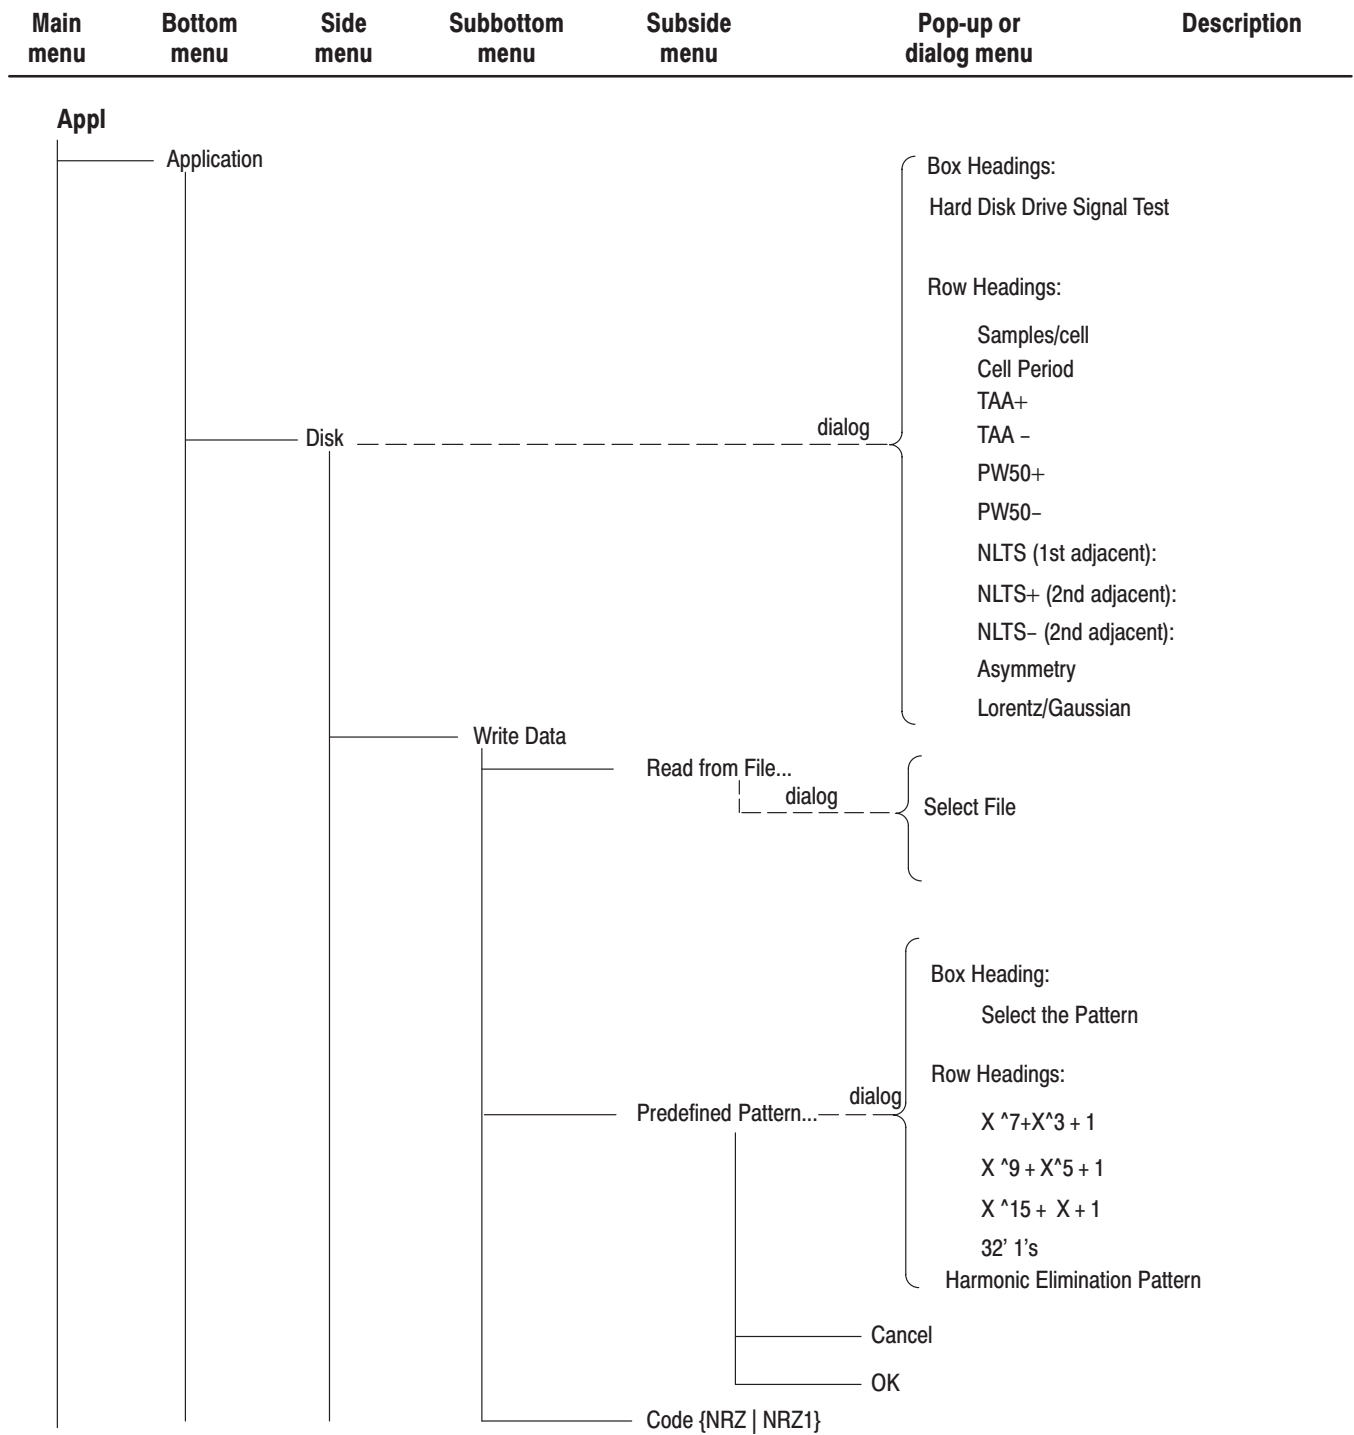 Main menu
Bottom menu
Side menu
Subbottom menu
Subside menu
Pop-up or dialog menu
Description
Appl
Application
Box Headings:
Hard Disk Drive Signal Test
Row Headings:
Samples/cell
Cell Period
TAA+
Disk
dialog
TAA –
PW50+
PW50–
NLTS (1st adjacent):
NLTS+ (2nd adjacent):
NLTS– (2nd adjacent):
Asymmetry
Lorentz/Gaussian
Write Data
Read from File...
dialog
Select File
Box Heading:
Select the Pattern
Row Headings:
Predefined Pattern...
dialog
X ^7+X^3 + 1
X ^9 + X^5 + 1
X ^15 + X + 1
32’ 1’s
Harmonic Elimination Pattern
Cancel
OK
Code {NRZ | NRZ1}